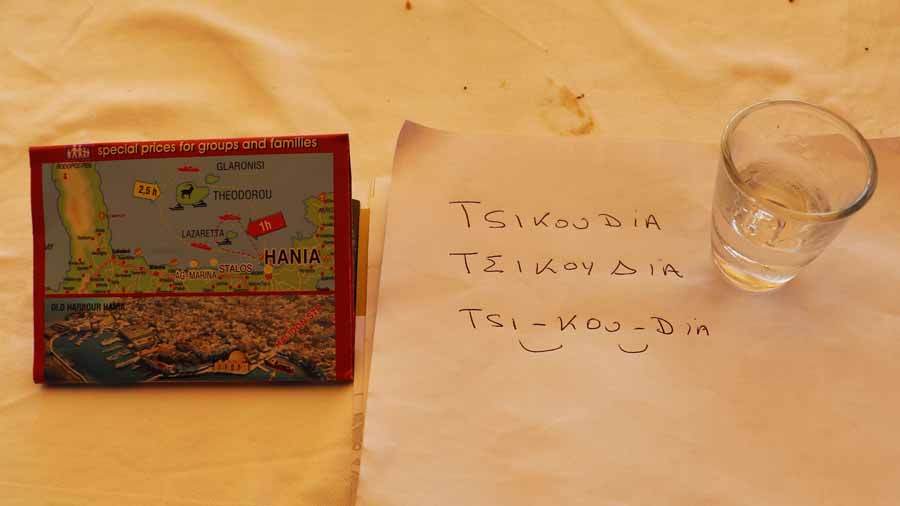 special prices for groups and families
GLARONISI
2,5 h
THEODOROU
1h
LAZARETTA
HANIA
STALOS
AG. MARINA
OLD HARBOUR HANIA
TSIKOUDIA
ΤΣΙΚΟΥΔΙΑ
TSI-KOU-DIA